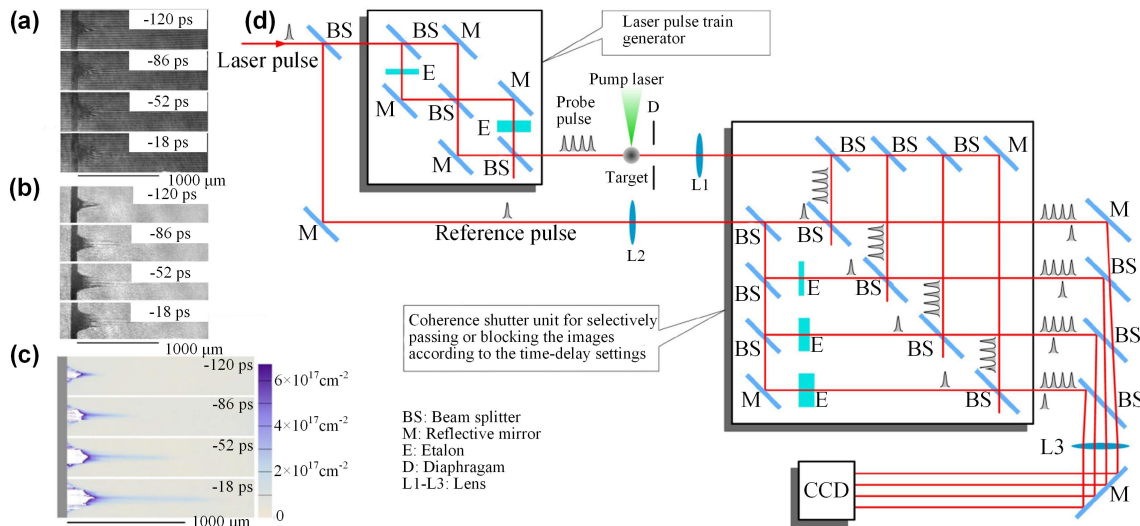 (a)
-120 ps
-86 ps
-52 ps
-18 ps
1000 μm
(b)
-120 ps
-86 ps
-52 ps
-18 ps
1000 μm
(c)
-120 ps
-86 ps
-52 ps
-18 ps
6×10¹⁷cm⁻²
4×10¹⁷cm⁻²
2×10¹⁷cm⁻²
0
1000 μm
(d)
BS
BS
M
Laser pulse
E
M
M
BS
E
M
BS
Laser pulse train
generator
Pump laser
Probe
pulse
D
Target
L1
M
Reference pulse
L2
BS
BS
BS
M
BS
BS
M
BS
E
BS
BS
BS
E
BS
BS
M
E
BS
BS
Coherence shutter unit for selectively
passing or blocking the images
according to the time-delay settings
BS: Beam splitter
M: Reflective mirror
E: Etalon
D: Diaphragam
L1-L3: Lens
L3
CCD
M